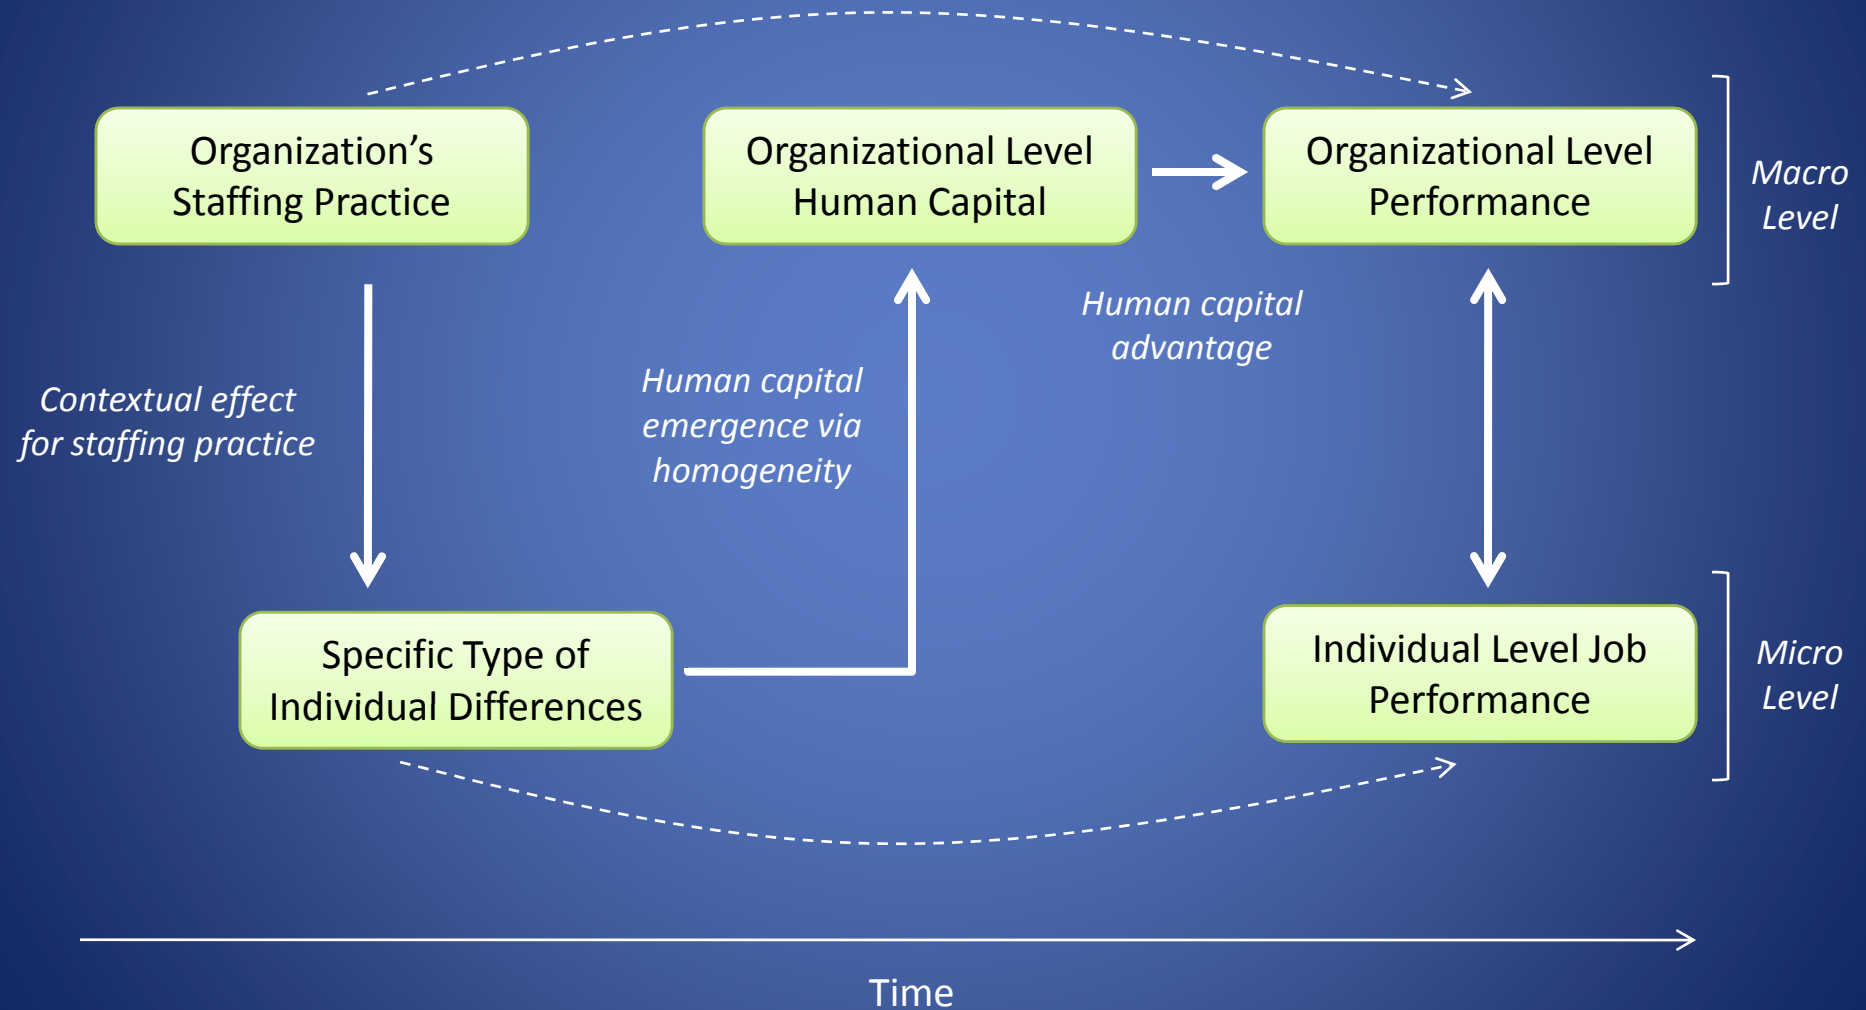 Organization’s
Staffing Practice
Organizational Level
Human Capital
Organizational Level
Performance
Macro
Level
Contextual effect
for staffing practice
Human capital
emergence via
homogeneity
Human capital
advantage
Specific Type of
Individual Differences
Individual Level Job
Performance
Micro
Level
Time